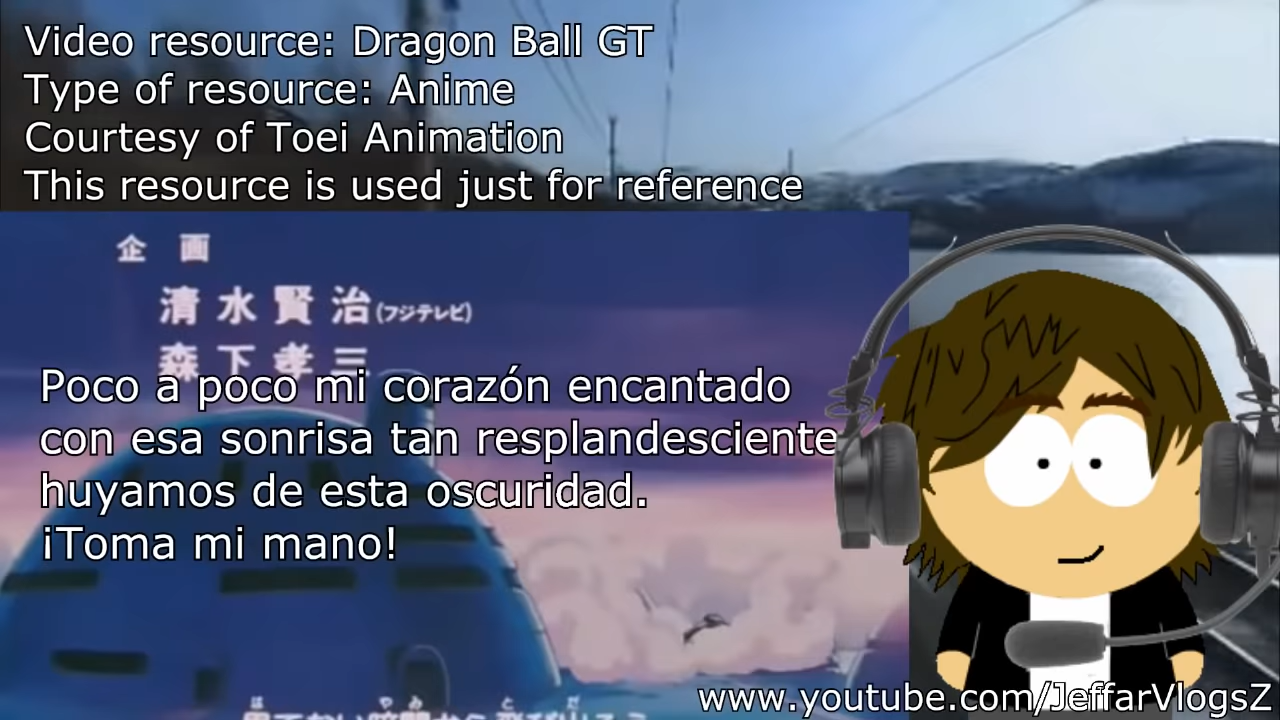 Video resource: Dragon Ball GT
Type of resource: Anime
Courtesy of Toei Animation
This resource is used just for reference
企 画
清 水 賢 治 (フジテレビ)
森 下 孝 三
Poco a poco mi corazón encantado
con esa sonrisa tan resplandesciente
huyamos de esta oscuridad.
¡Toma mi mano!
www.youtube.com/JeffarVlogsZ